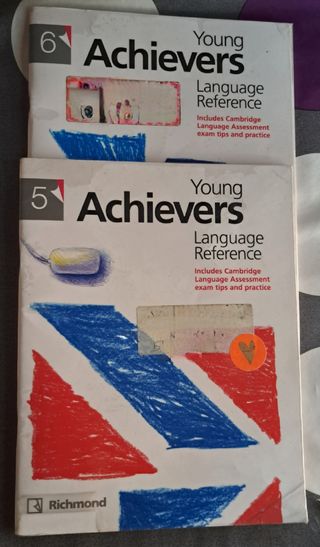 6
Young
Achievers
Language
Reference
Includes Cambridge
Language Assessment
exam tips and practice
5
Young
Achievers
Language
Reference
Includes Cambridge
Language Assessment
exam tips and practice
Richmond